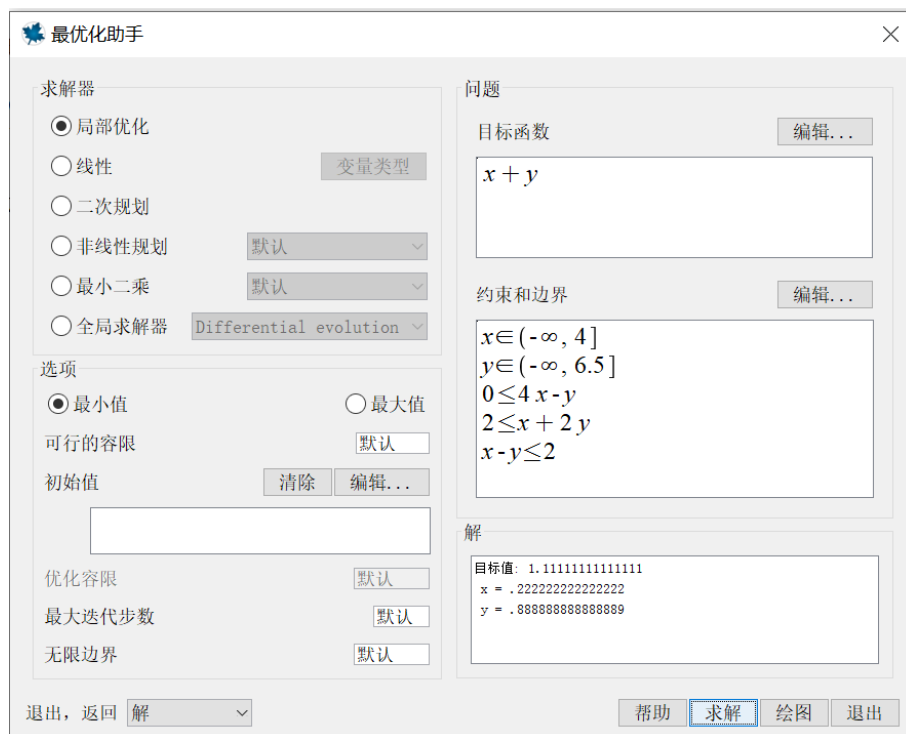 最优化助手
求解器
局部优化
线性
变量类型
二次规划
非线性规划
默认
最小二乘
默认
全局求解器
Differential evolution
选项
最小值
最大值
可行的容限
默认
初始值
清除
编辑...
优化容限
默认
最大迭代步数
默认
无限边界
默认
问题
目标函数
编辑...
x + y
约束和边界
编辑...
x∈(-∞, 4]
y∈(-∞, 6.5]
0≤4 x-y
2≤x + 2 y
x-y≤2
解
目标值: 1.11111111111111
x = .222222222222222
y = .888888888888889
退出, 返回
解
帮助
求解
绘图
退出